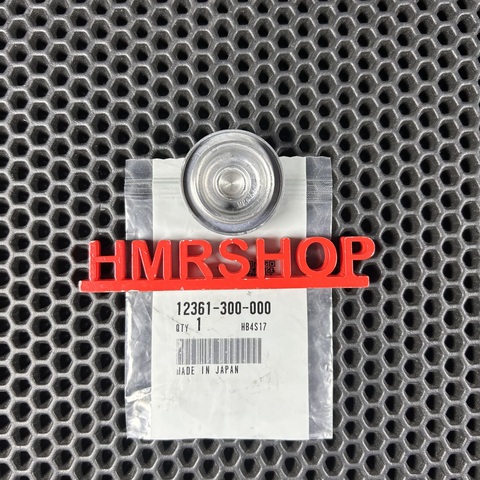 HMRSHOP
12361-300-000
QTY 1 HB4S17
MADE IN JAPAN